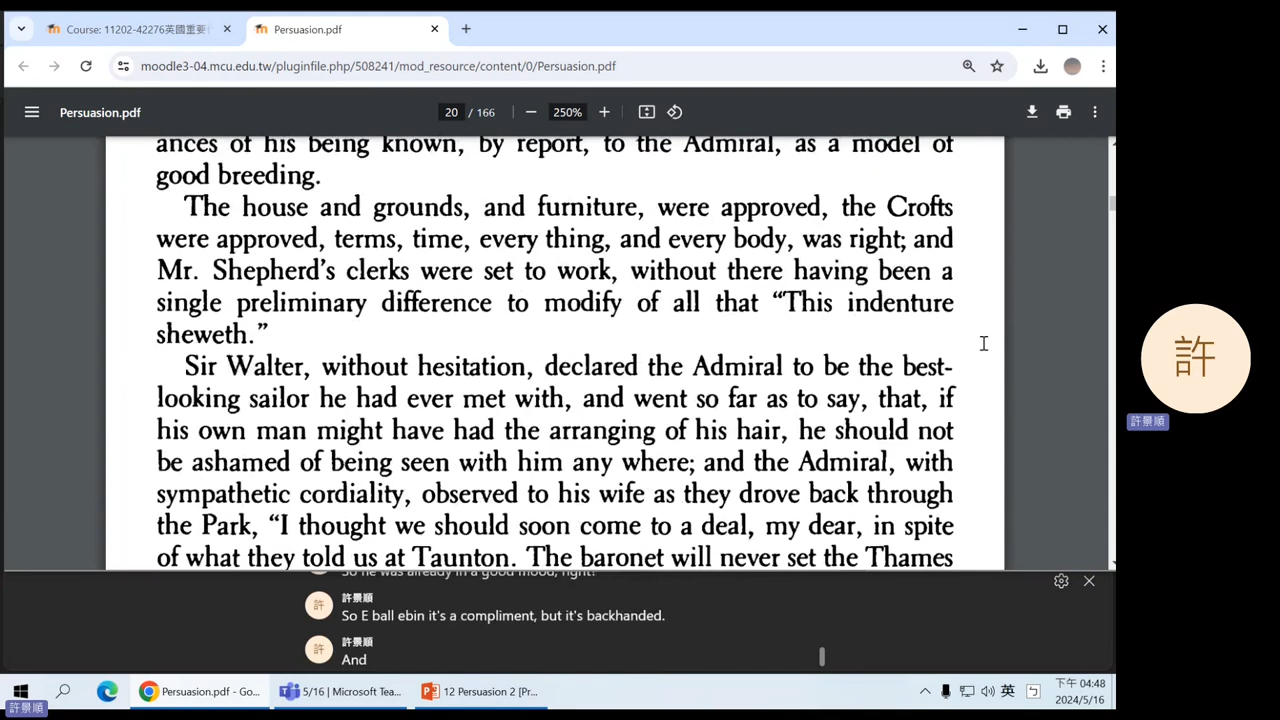 Course: 11202-42276英國重要
Persuasion.pdf
moodle3-04.mcu.edu.tw/pluginfile.php/508241/mod_resource/content/0/Persuasion.pdf
Persuasion.pdf
20 / 166
250%
ances of his being known, by report, to the Admiral, as a model of
good breeding.
The house and grounds, and furniture, were approved, the Crofts
were approved, terms, time, every thing, and every body, was right; and
Mr. Shepherd's clerks were set to work, without there having been a
single preliminary difference to modify of all that “This indenture
sheweth.”
Sir Walter, without hesitation, declared the Admiral to be the best-
looking sailor he had ever met with, and went so far as to say, that, if
his own man might have had the arranging of his hair, he should not
be ashamed of being seen with him any where; and the Admiral, with
sympathetic cordiality, observed to his wife as they drove back through
the Park, “I thought we should soon come to a deal, my dear, in spite
of what they told us at Taunton. The baronet will never set the Thames
So he was already in a good mood, right?
許 許景順
So E ball ebin it's a compliment, but it's backhanded.
許 許景順
And
許
許景順
Persuasion.pdf - Go...
5/16 | Microsoft Tea...
12 Persuasion 2 [Pr...
英
下午 04:48
2024/5/16
許景順